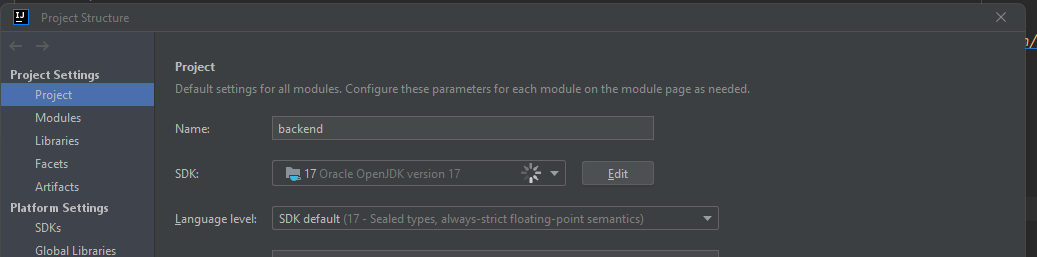 IJ
Project Structure
Project Settings
Project
Modules
Libraries
Facets
Artifacts
Platform Settings
SDKs
Global Libraries
Project
Default settings for all modules. Configure these parameters for each module on the module page as needed.
Name: backend
SDK: 17 Oracle OpenJDK version 17 Edit
Language level: SDK default (17 - Sealed types, always-strict floating-point semantics)
n/